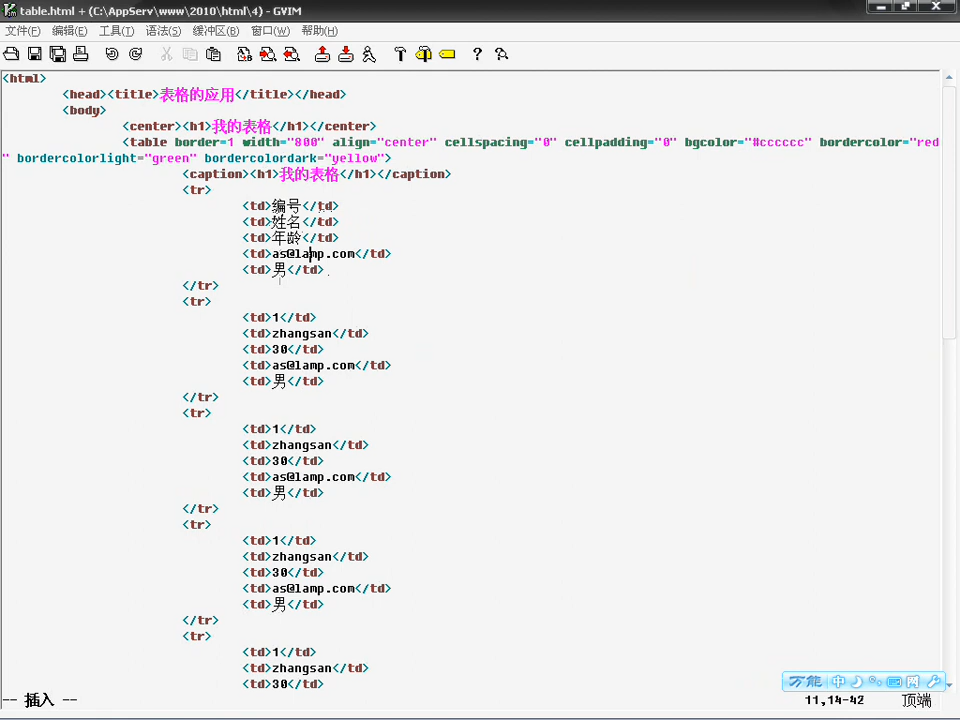 table.html + (C:\AppServ\www\2010\html\4) - GVIM
文件(F) 编辑(E) 工具(T) 语法(S) 缓冲区(B) 窗口(W) 帮助(H)
<html>
<head><title>表格的应用</title></head>
<body>
<center><h1>我的表格</h1></center>
<table border=1 width="800" align="center" cellspacing="0" cellpadding="0" bgcolor="#cccccc" bordercolor="red
" bordercolorlight="green" bordercolordark="yellow">
<caption><h1>我的表格</h1></caption>
<tr>
<td>编号</td>
<td>姓名</td>
<td>年龄</td>
<td>as@lamp.com</td>
<td>男</td>
</tr>
<tr>
<td>1</td>
<td>zhangsan</td>
<td>30</td>
<td>as@lamp.com</td>
<td>男</td>
</tr>
<tr>
<td>1</td>
<td>zhangsan</td>
<td>30</td>
<td>as@lamp.com</td>
<td>男</td>
</tr>
<tr>
<td>1</td>
<td>zhangsan</td>
<td>30</td>
<td>as@lamp.com</td>
<td>男</td>
</tr>
<tr>
<td>1</td>
<td>zhangsan</td>
<td>30</td>
万能 中 网
-- 插入 -- 11,14-42 顶端